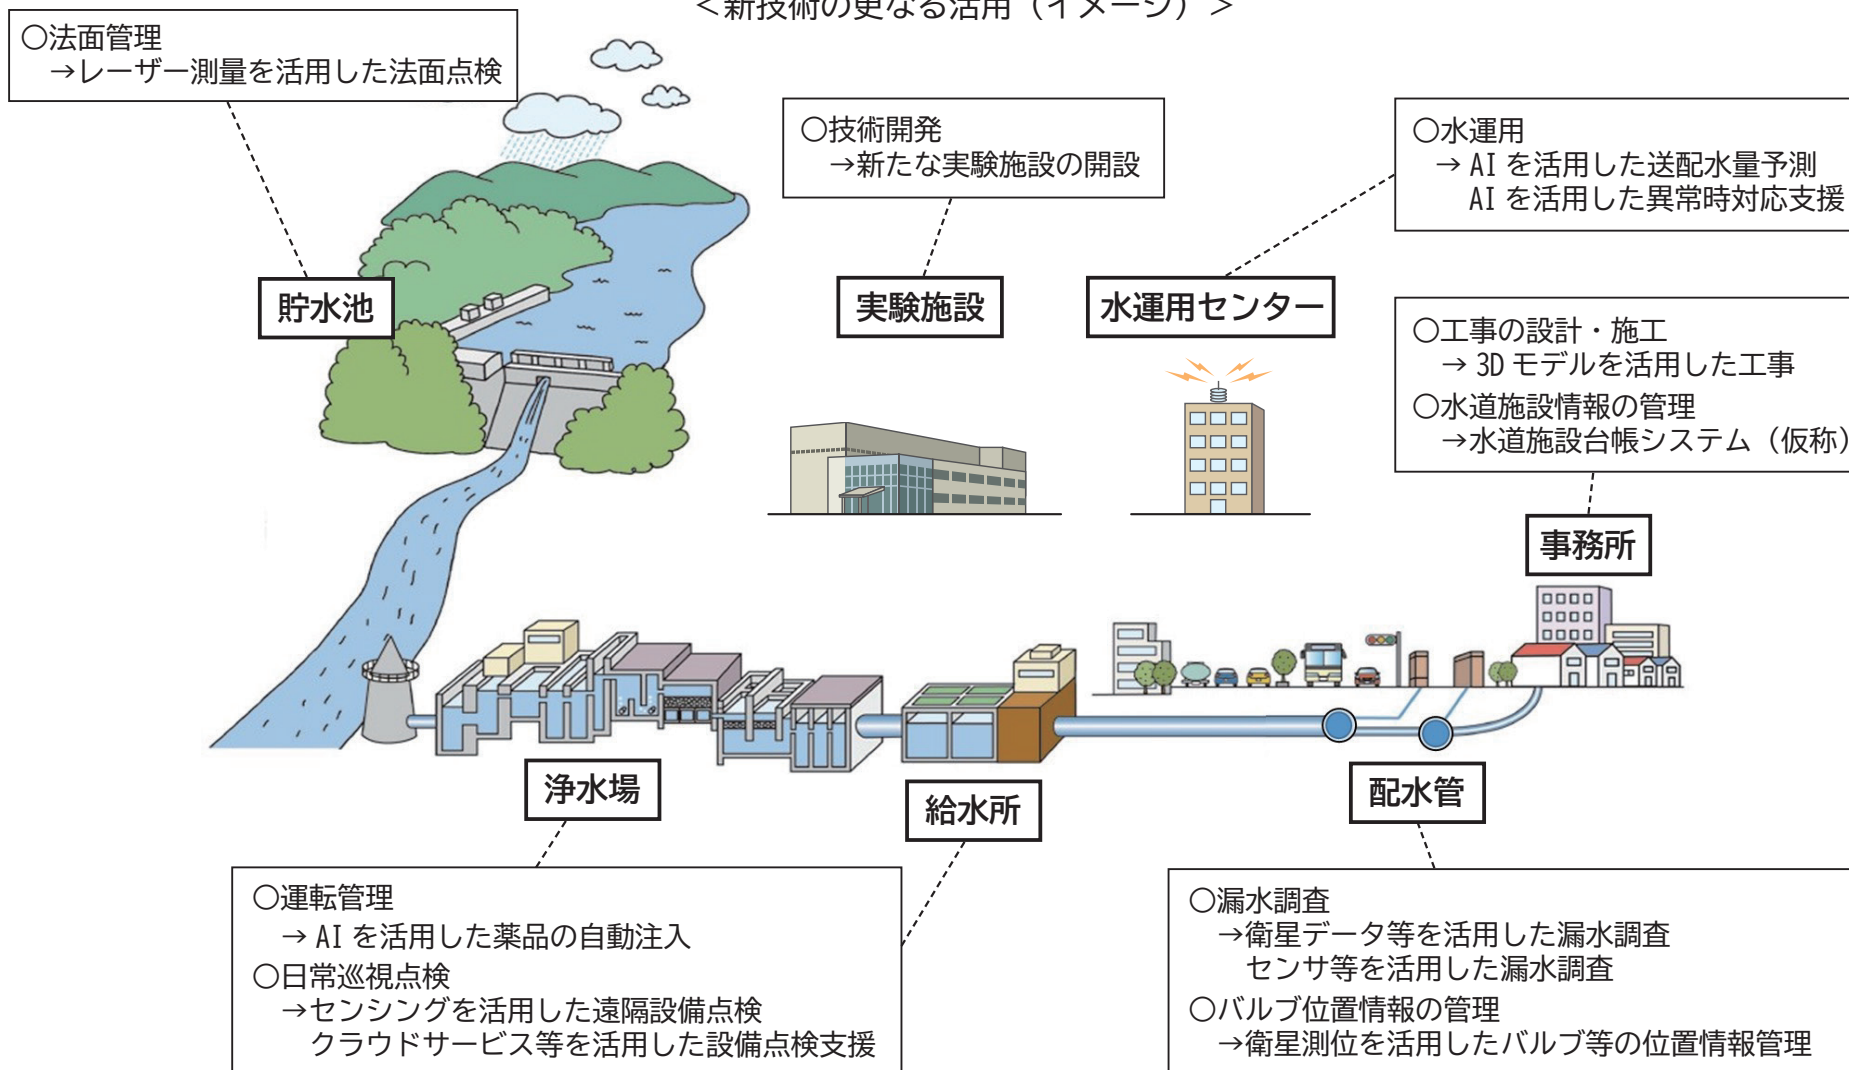 ＜新技術の更なる活用（イメージ）＞
○法面管理
→レーザー測量を活用した法面点検
○技術開発
→新たな実験施設の開設
○水運用
→ AI を活用した送配水量予測
AI を活用した異常時対応支援
貯水池
実験施設
水運用センター
○工事の設計・施工
→ 3D モデルを活用した工事
○水道施設情報の管理
→水道施設台帳システム（仮称）
事務所
浄水場
給水所
配水管
○運転管理
→ AI を活用した薬品の自動注入
○日常巡視点検
→センシングを活用した遠隔設備点検
クラウドサービス等を活用した設備点検支援
○漏水調査
→衛星データ等を活用した漏水調査
センサ等を活用した漏水調査
○バルブ位置情報の管理
→衛星測位を活用したバルブ等の位置情報管理